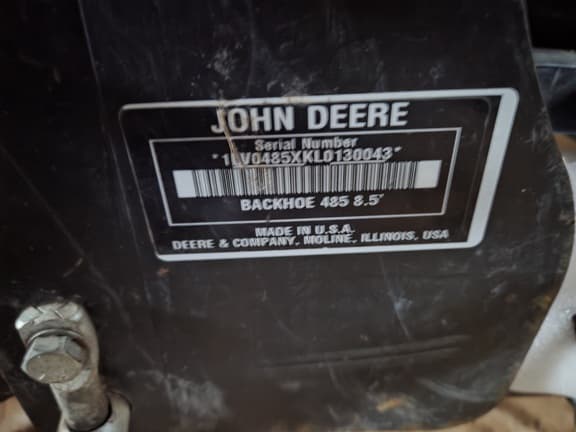 JOHN DEERE
Serial Number
*1LV0485XKL0130043*
BACKHOE 485 8.5'
MADE IN U.S.A.
DEERE & COMPANY, MOLINE, ILLINOIS, USA